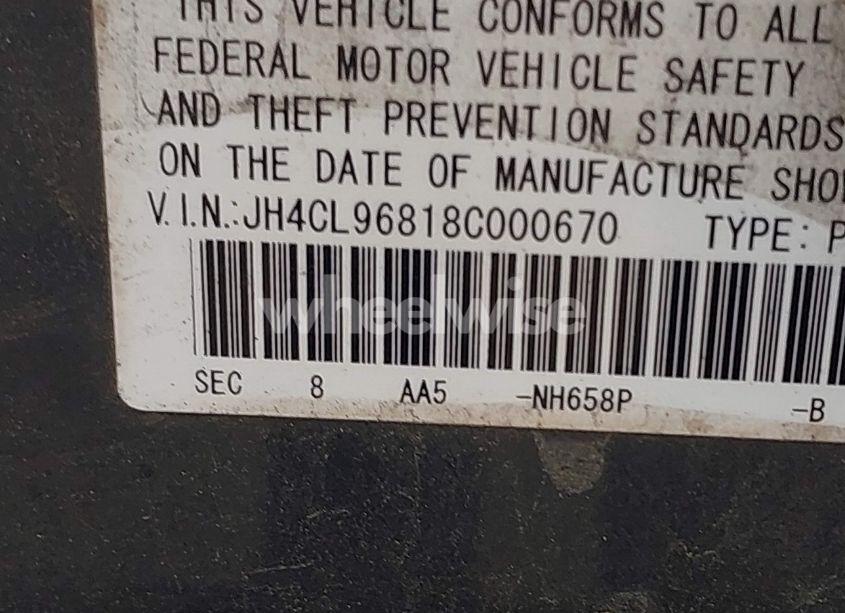 THIS VEHICLE CONFORMS TO ALL
FEDERAL MOTOR VEHICLE SAFETY
AND THEFT PREVENTION STANDARDS
ON THE DATE OF MANUFACTURE SHO
V.I.N.:JH4CL96818C000670 TYPE: P
wheelwise
SEC 8 AA5 -NH658P -B